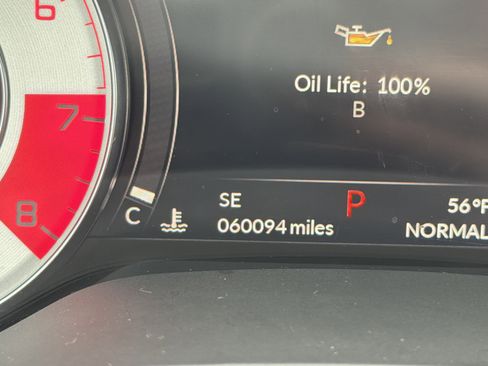 6
Oil Life: 100%
B
7
8
C
SE
P
56°F
060094 miles
NORMAL